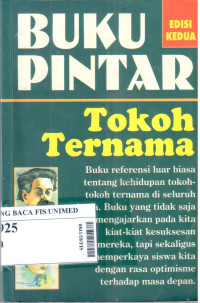 BUKU
PINTAR
EDISI
KEDUA
Tokoh
Ternama
Buku referensi luar biasa
tentang kehidupan tokoh-
tokoh ternama di seluruh
Buku yang tidak saja
mengajarkan pada kita
kiat-kiat kesuksesan
mereka, tapi sekaligus
memperkaya siswa kita
dengan rasa optimisme
terhadap masa depan.
NG BACA FIS UNIMED
025